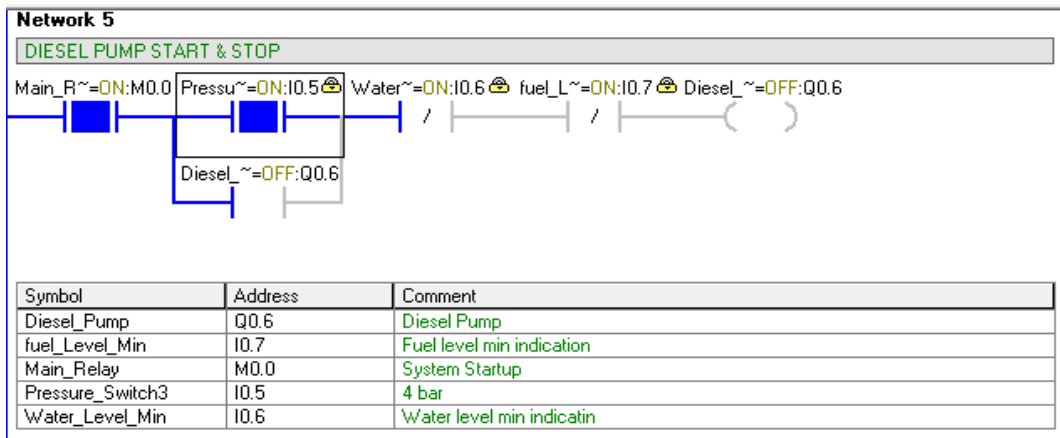 Network 5
DIESEL PUMP START & STOP
Main_R~=ON:M0.0 Pressu~=ON:I0.5 Water~=ON:I0.6 fuel_L~=ON:I0.7 Diesel_~=OFF:Q0.6
/ /
Diesel_~=OFF:Q0.6
Symbol Address Comment
Diesel_Pump Q0.6 Diesel Pump
fuel_Level_Min I0.7 Fuel level min indication
Main_Relay M0.0 System Startup
Pressure_Switch3 I0.5 4 bar
Water_Level_Min I0.6 Water level min indicatin